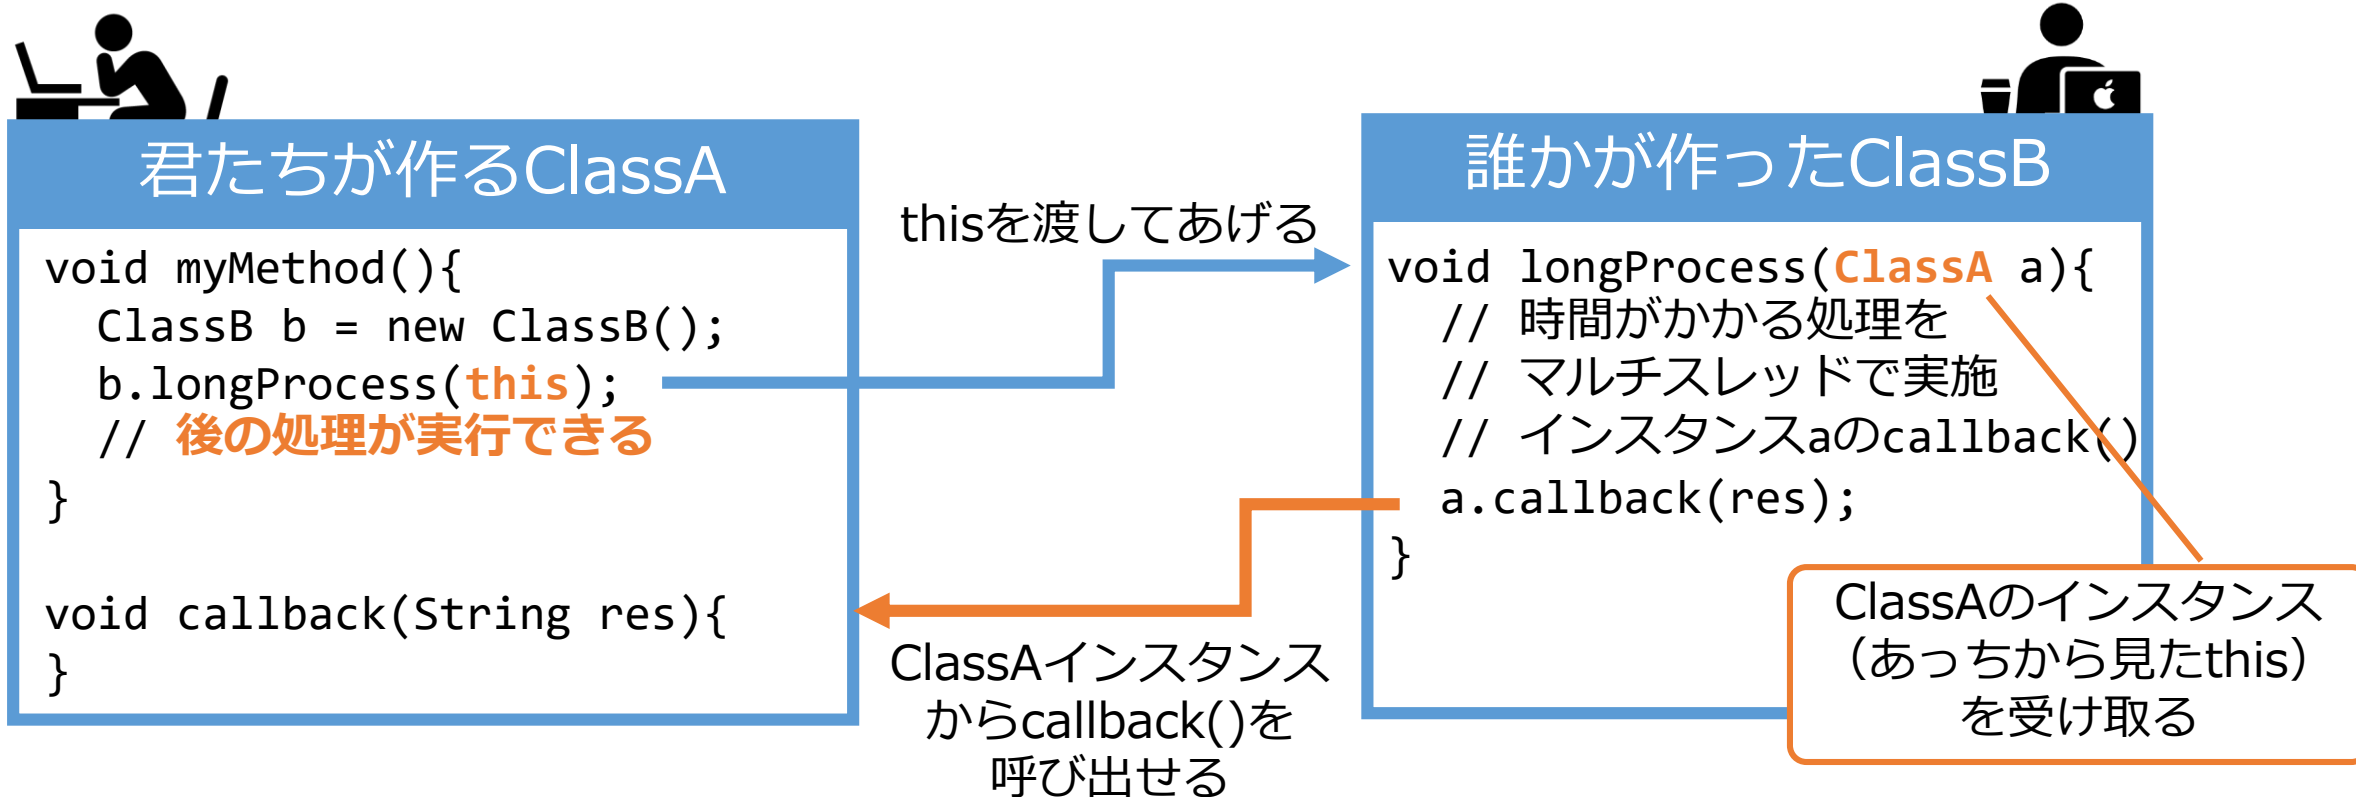 君たちが作るClassA
void myMethod(){
  ClassB b = new ClassB();
  b.longProcess(this);
  // 後の処理が実行できる
}
void callback(String res){
}
thisを渡してあげる
ClassAインスタンス
からcallback()を
呼び出せる
誰かが作ったClassB
void longProcess(ClassA a){
  // 時間がかかる処理を
  // マルチスレッドで実施
  // インスタンスaのcallback()
  a.callback(res);
}
ClassAのインスタンス
（あっちから見たthis）
を受け取る